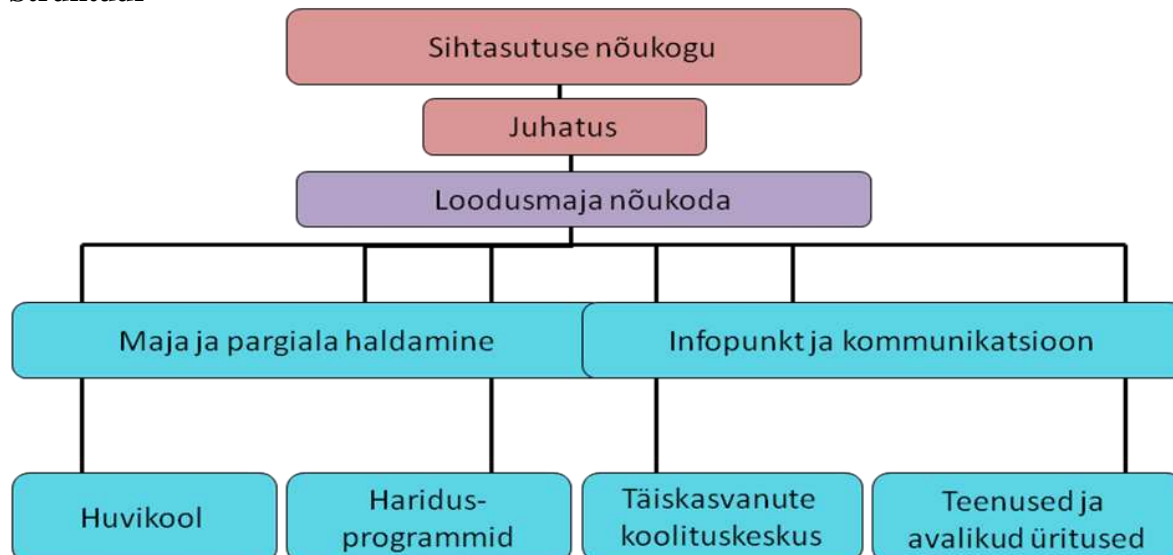 Struktuur
Sihtasutuse nõukogu
Juhatus
Loodusmaja nõukoda
Maja ja pargiala haldamine
Infopunkt ja kommunikatsioon
Huvikool
Haridus-
programmid
Täiskasvanute
koolituskeskus
Teenused ja
avalikud üritused